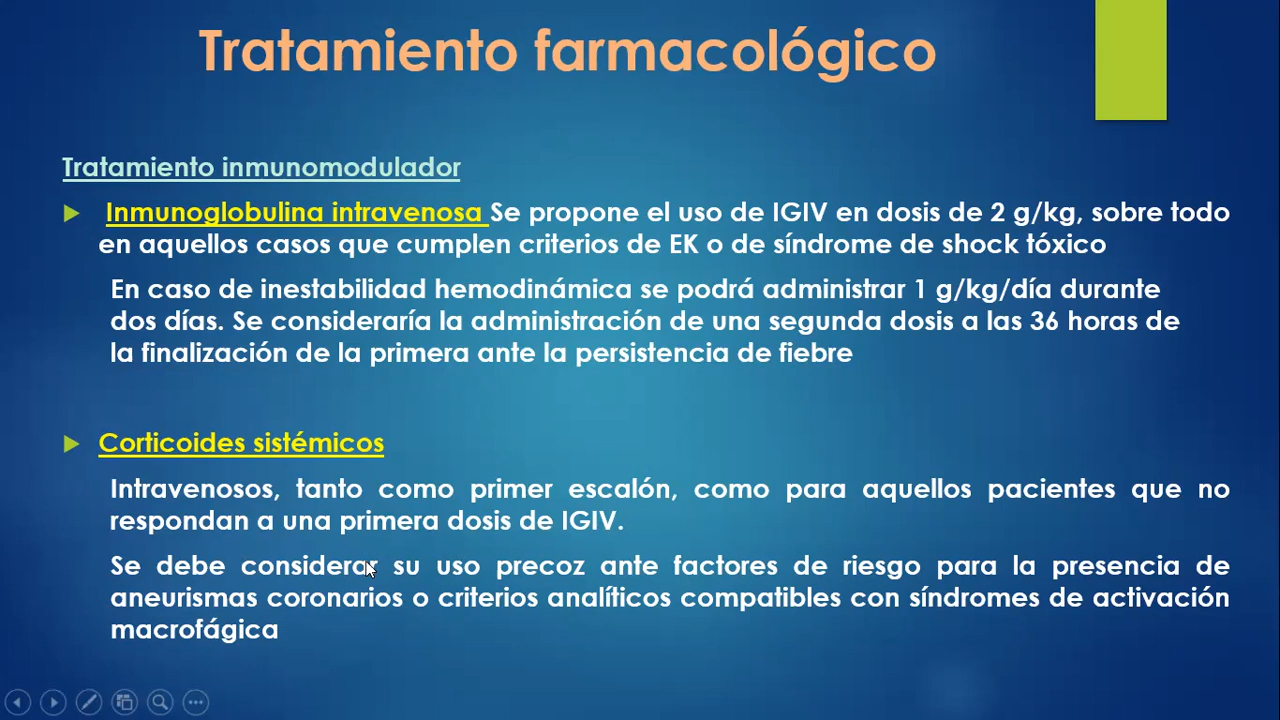 Tratamiento farmacológico
Tratamiento inmunomodulador
Inmunoglobulina intravenosa Se propone el uso de IGIV en dosis de 2 g/kg, sobre todo
en aquellos casos que cumplen criterios de EK o de síndrome de shock tóxico
En caso de inestabilidad hemodinámica se podrá administrar 1 g/kg/día durante
dos días. Se consideraría la administración de una segunda dosis a las 36 horas de
la finalización de la primera ante la persistencia de fiebre
Corticoides sistémicos
Intravenosos, tanto como primer escalón, como para aquellos pacientes que no
respondan a una primera dosis de IGIV.
Se debe considerar su uso precoz ante factores de riesgo para la presencia de
aneurismas coronarios o criterios analíticos compatibles con síndromes de activación
macrofágica